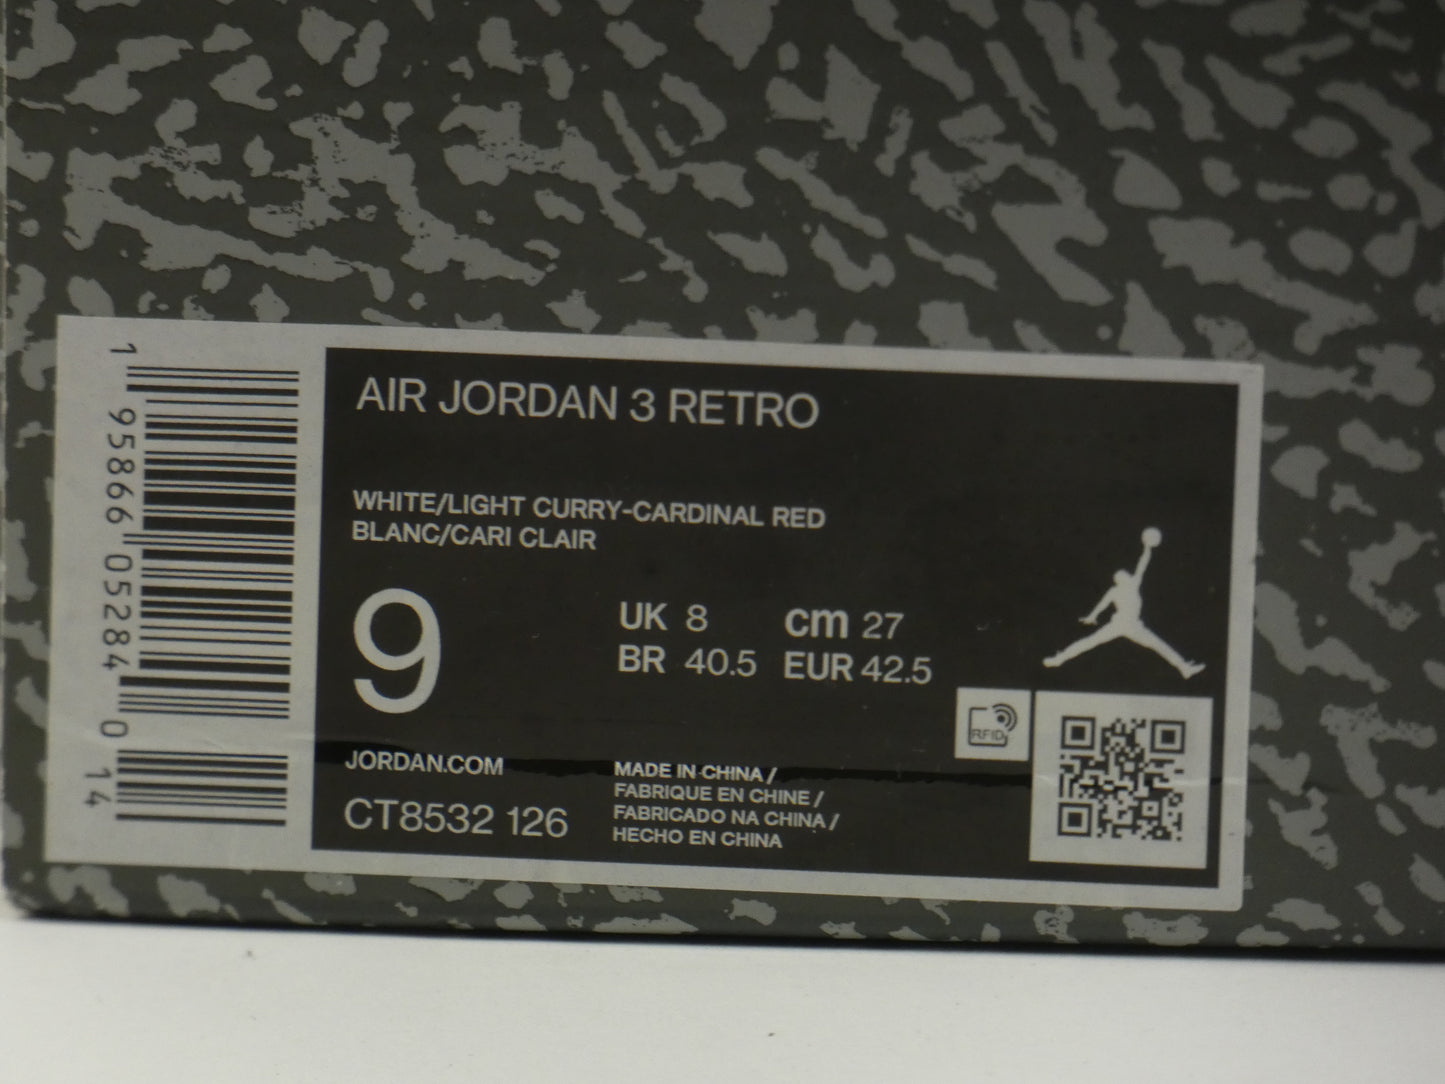 1 95866 05284 0 14
AIR JORDAN 3 RETRO
WHITE/LIGHT CURRY-CARDINAL RED
BLANC/CARI CLAIR
9
UK 8 cm 27
BR 40.5 EUR 42.5
RFID
JORDAN.COM
CT8532 126
MADE IN CHINA /
FABRIQUE EN CHINE /
FABRICADO NA CHINA /
HECHO EN CHINA